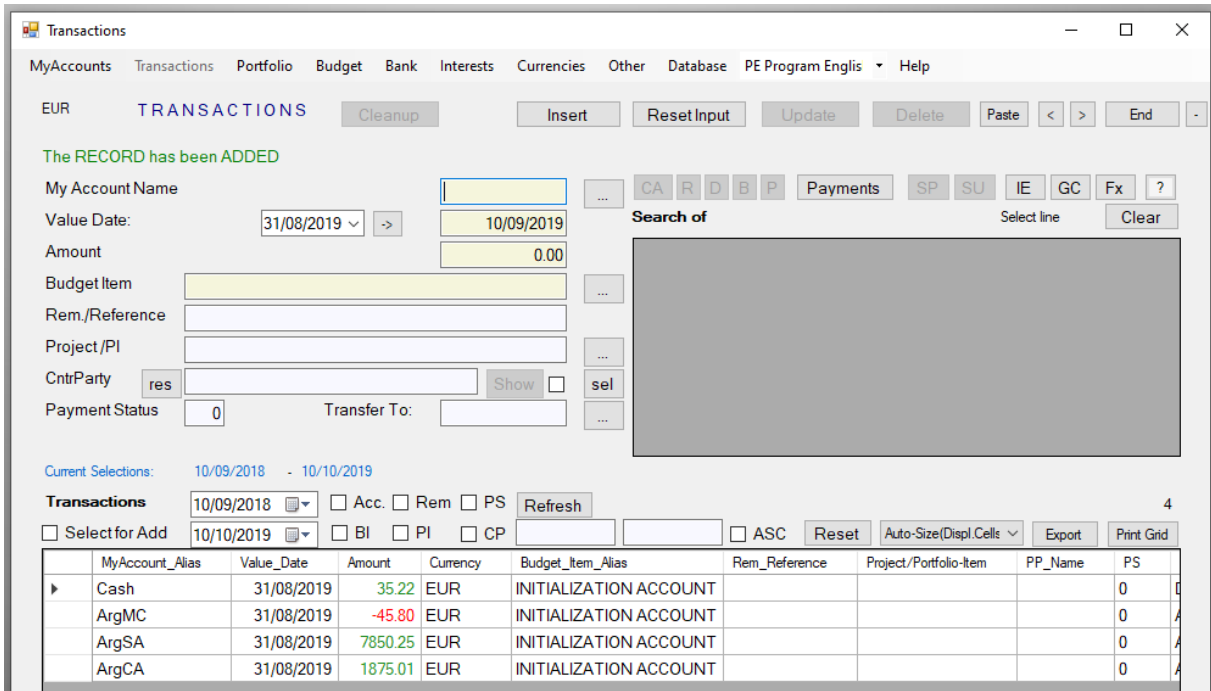 Transactions
MyAccounts Transactions Portfolio Budget Bank Interests Currencies Other Database PE Program Englis Help
EUR TRANSACTIONS Cleanup Insert Reset Input Update Delete Paste < > End -
The RECORD has been ADDED
My Account Name ... CA R D B P Payments SP SU IE GC Fx ?
Value Date: 31/08/2019 -> 10/09/2019 Search of Select line Clear
Amount 0.00
Budget Item ...
Rem./Reference
Project /PI ...
CntrParty res Show sel
Payment Status 0 Transfer To: ...
Current Selections: 10/09/2018 - 10/10/2019
Transactions 10/09/2018 Acc. Rem PS Refresh 4
Select for Add 10/10/2019 BI PI CP ASC Reset Auto-Size(Displ.Cells Export Print Grid
MyAccount_Alias Value_Date Amount Currency Budget_Item_Alias Rem_Reference Project/Portfolio-Item PP_Name PS
Cash 31/08/2019 35.22 EUR INITIALIZATION ACCOUNT 0
ArgMC 31/08/2019 -45.80 EUR INITIALIZATION ACCOUNT 0
ArgSA 31/08/2019 7850.25 EUR INITIALIZATION ACCOUNT 0
ArgCA 31/08/2019 1875.01 EUR INITIALIZATION ACCOUNT 0